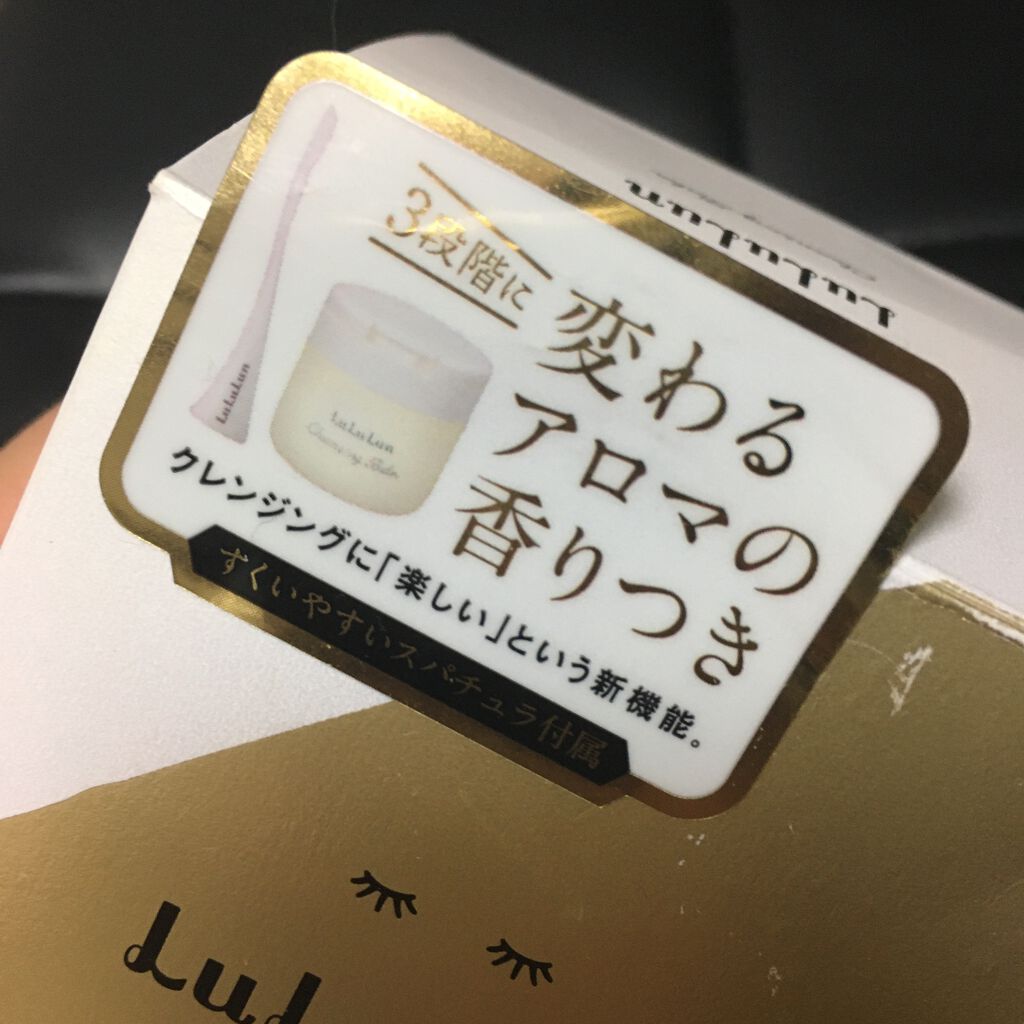 LuLuLun
3段階に
変わる
アロマの
香りつき
LuLuLun
LuLuLun
Cleansing Balm
クレンジングに「楽しい」という新機能。
すくいやすいスパチュラ付属
LuL